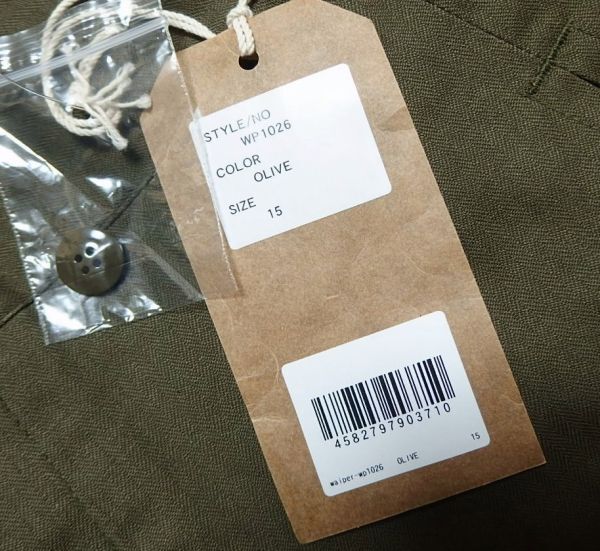 STYLE/NO
WP1026
COLOR
OLIVE
SIZE
15
4582797903710
waiper-wp1026 OLIVE 15